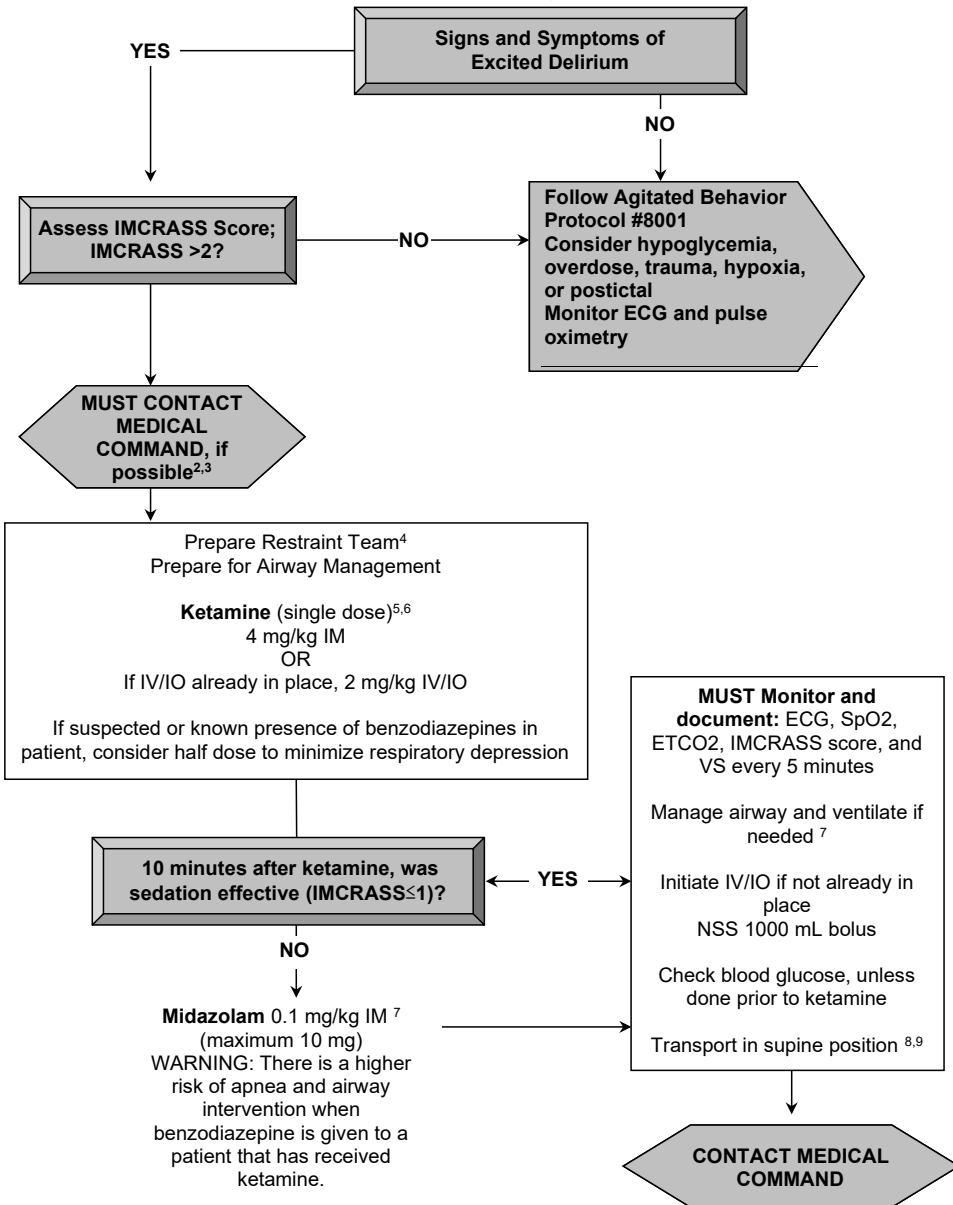 YES
Signs and Symptoms of
Excited Delirium
NO
Assess IMCRASS Score;
IMCRASS >2?
NO
Follow Agitated Behavior
Protocol #8001
Consider hypoglycemia,
overdose, trauma, hypoxia,
or postictal
Monitor ECG and pulse
oximetry
MUST CONTACT
MEDICAL
COMMAND, if
possible2,3
Prepare Restraint Team4
Prepare for Airway Management
Ketamine (single dose)5,6
4 mg/kg IM
OR
If IV/IO already in place, 2 mg/kg IV/IO
If suspected or known presence of benzodiazepines in
patient, consider half dose to minimize respiratory depression
10 minutes after ketamine, was
sedation effective (IMCRASS≤1)?
YES
NO
Midazolam 0.1 mg/kg IM 7
(maximum 10 mg)
WARNING: There is a higher
risk of apnea and airway
intervention when
benzodiazepine is given to a
patient that has received
ketamine.
MUST Monitor and
document: ECG, SpO2,
ETCO2, IMCRASS score, and
VS every 5 minutes
Manage airway and ventilate if
needed 7
Initiate IV/IO if not already in
place
NSS 1000 mL bolus
Check blood glucose, unless
done prior to ketamine
Transport in supine position 8,9
CONTACT MEDICAL
COMMAND